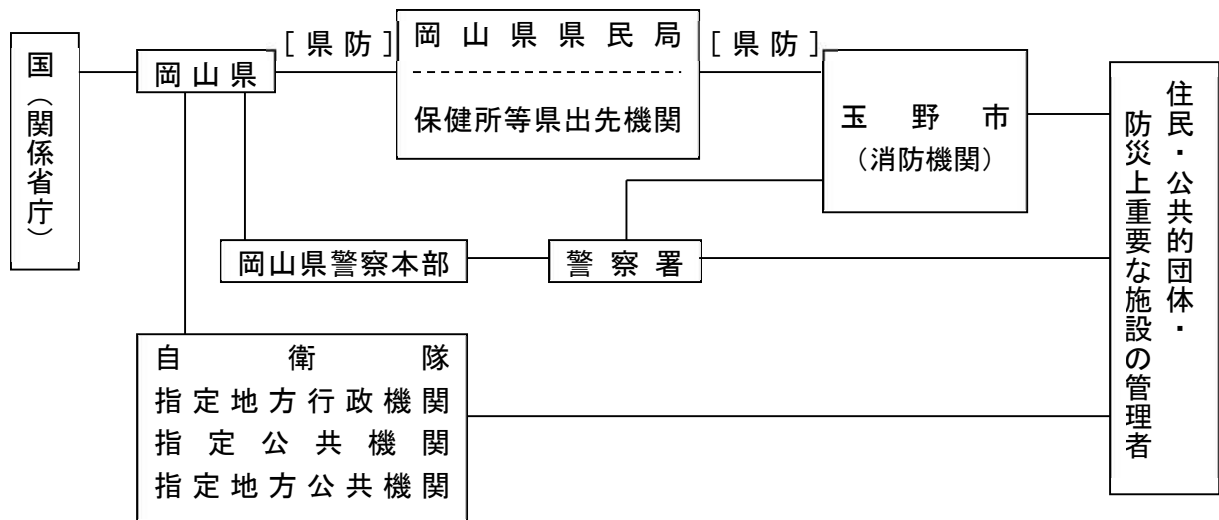 国（関係省庁）
岡山県
［県防］
岡山県県民局
保健所等県出先機関
［県防］
玉野市
（消防機関）
住民・公共的団体・
防災上重要な施設の管理者
岡山県警察本部
警察署
自衛隊
指定地方行政機関
指定公共機関
指定地方公共機関